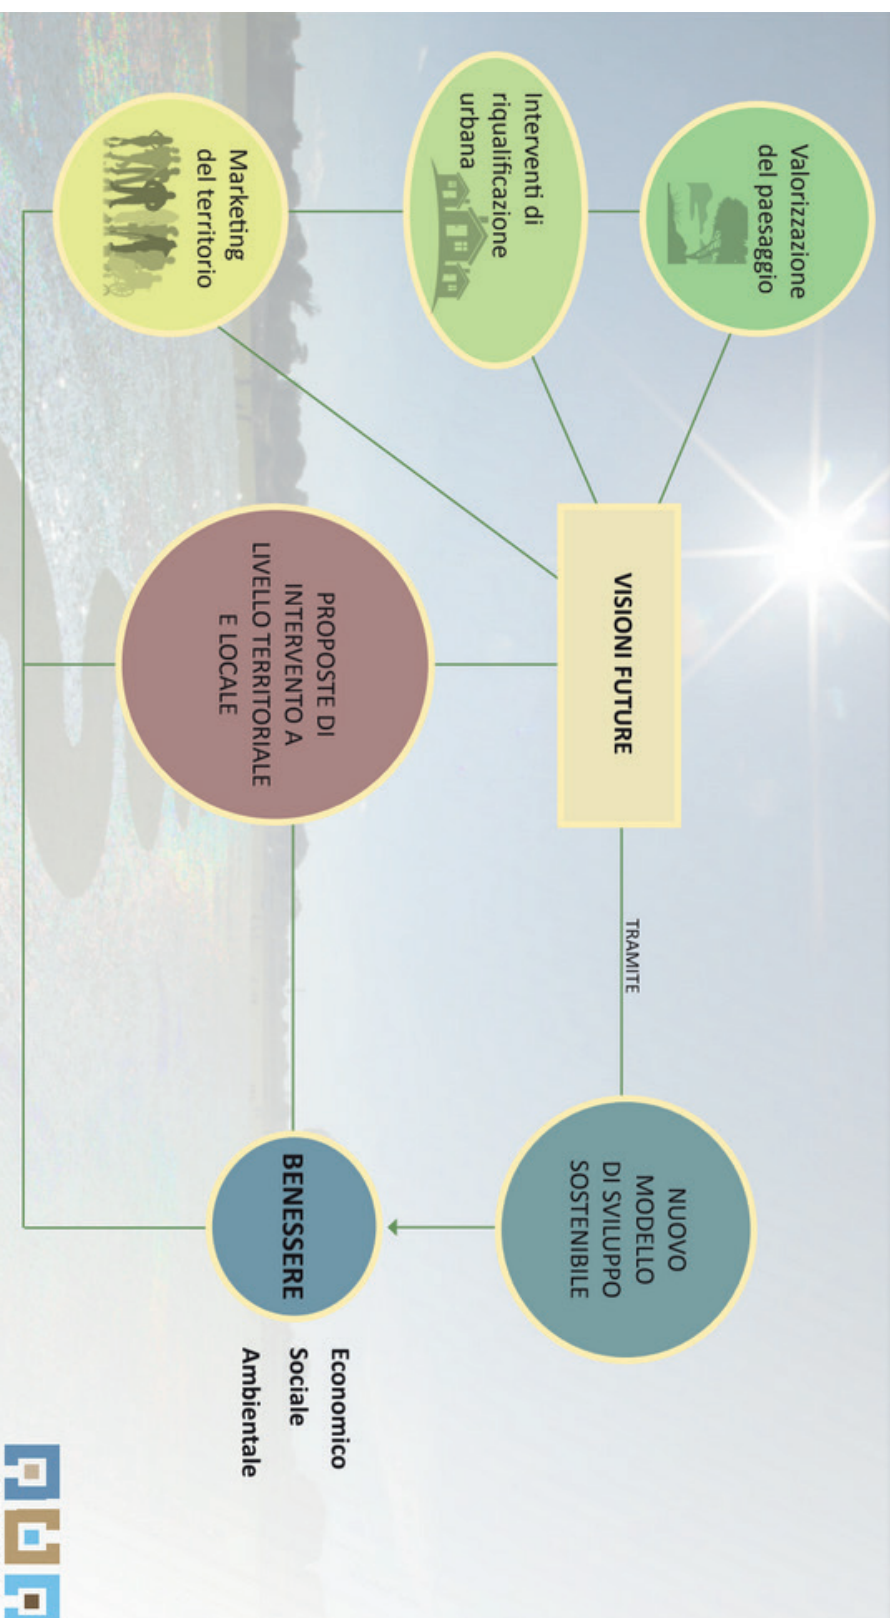 Valorizzazione
del paesaggio
Interventi di
riqualificazione
urbana
Marketing
del territorio
VISIONI FUTURE
PROPOSTE DI
INTERVENTO A
LIVELLO TERRITORIALE
E LOCALE
TRAMITE
NUOVO
MODELLO
DI SVILUPPO
SOSTENIBILE
BENESSERE
Economico
Sociale
Ambientale